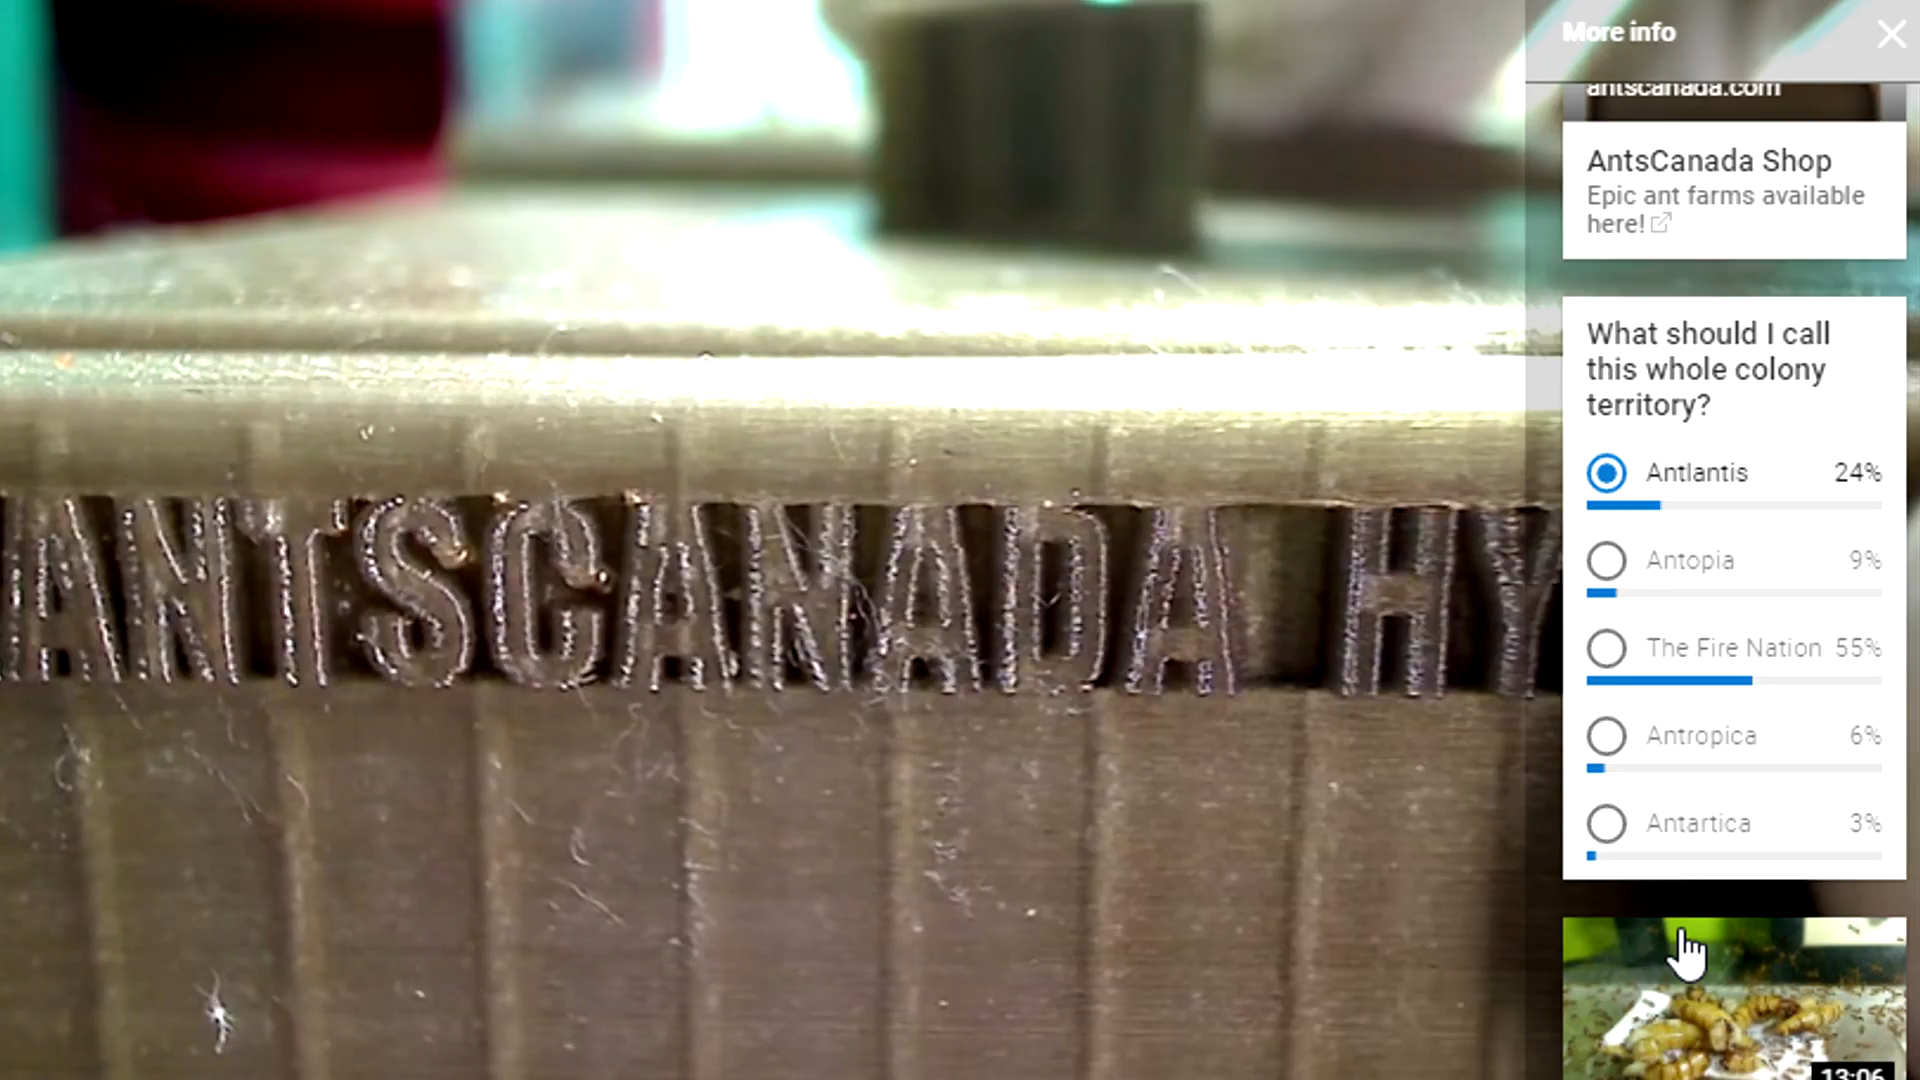 More info
antscanada.com
AntsCanada Shop
Epic ant farms available
here!
What should I call
this whole colony
territory?
Antlantis 24%
Antopia 9%
The Fire Nation 55%
Antropica 6%
Antartica 3%
ANTSCANADA HY
13:06